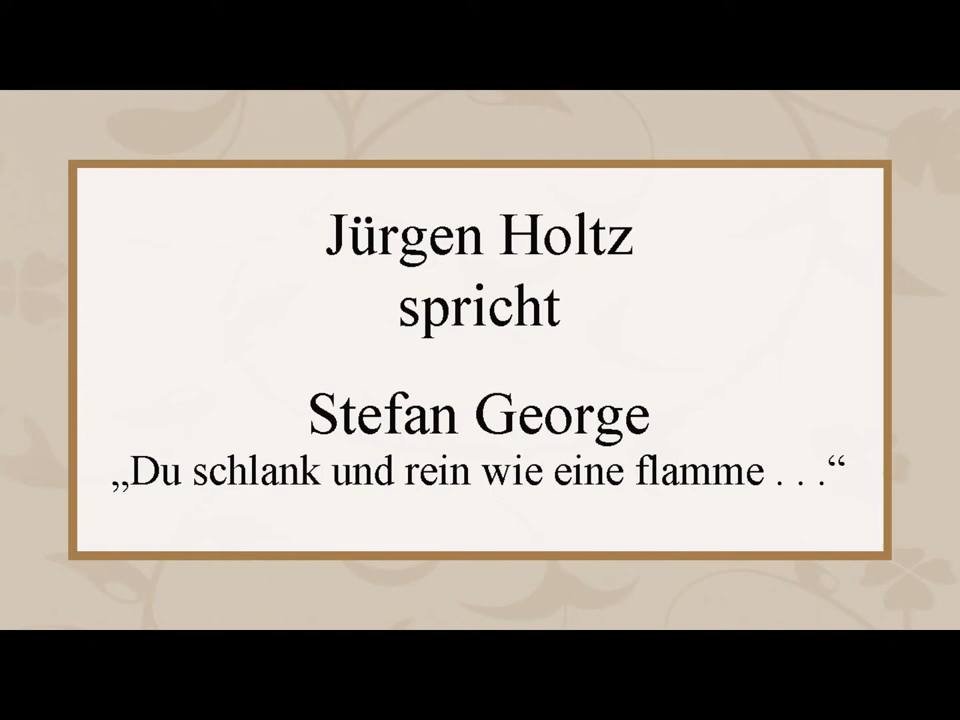 Jürgen Holtz
spricht
Stefan George
„Du schlank und rein wie eine flamme . . .“